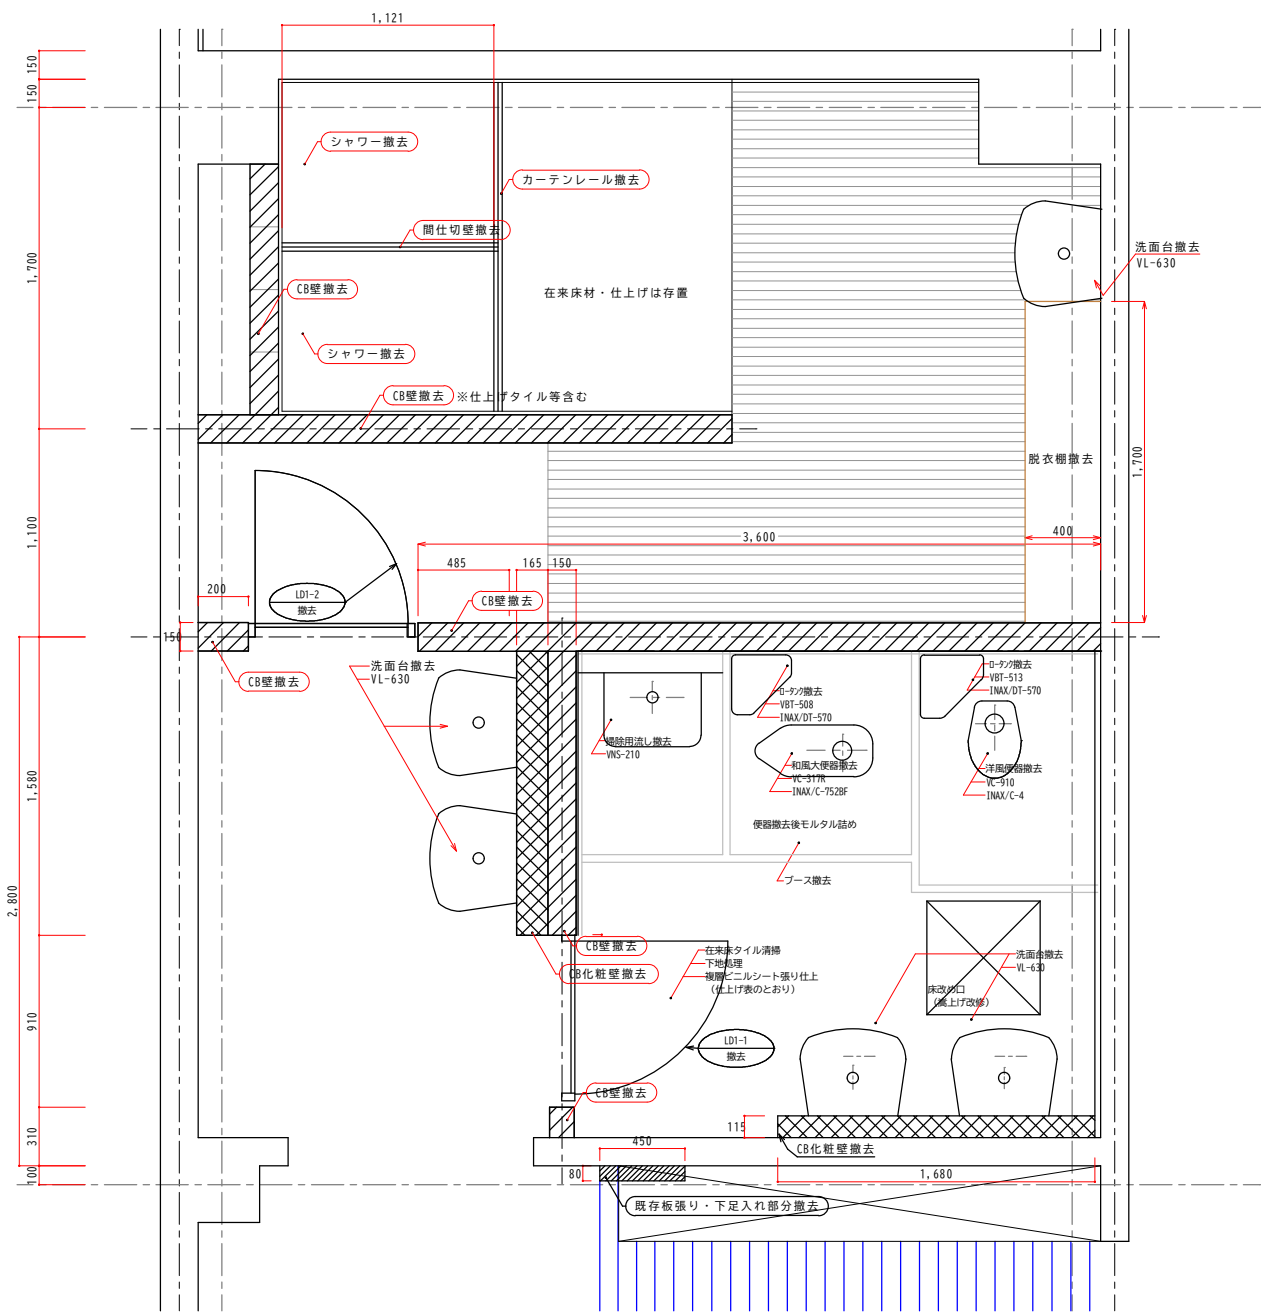 1,121
150
150
シャワー撤去
カーテンレール撤去
間仕切壁撤去
洗面台撤去
VL-630
1,700
CB壁撤去
在来床材・仕上げは存置
シャワー撤去
CB壁撤去 ※仕上げタイル等含む
脱衣棚撤去
1,700
1,100
3,600
400
485
165
150
200
LD1-2
撤去
CB壁撤去
150
CB壁撤去
洗面台撤去
VL-630
ロータンク撤去
VBT-508
INAX/DT-570
ロータンク撤去
VBT-513
INAX/DT-570
掃除用流し撤去
VNS-210
和風大便器撤去
VC-317R
INAX/C-752BF
洋風便器撤去
VC-910
INAX/C-4
1,580
便器撤去後モルタル詰め
ブース撤去
2,800
CB壁撤去
CB化粧壁撤去
在来床タイル清掃
下地処理
複層ビニルシート張り仕上
(仕上げ表のとおり)
洗面台撤去
VL-630
床改め口
(嵩上げ改修)
910
LD1-1
撤去
CB壁撤去
310
115
450
CB化粧壁撤去
100
80
1,680
既存板張り・下足入れ部分撤去